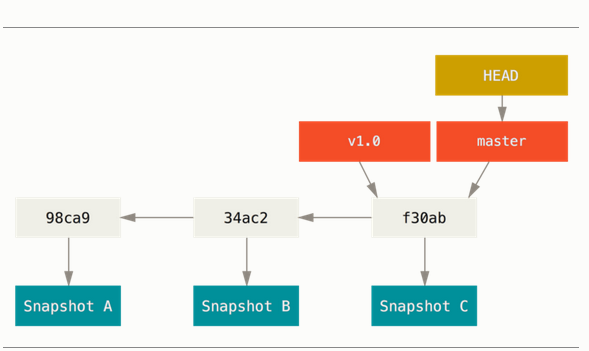 HEAD
v1.0
master
98ca9
34ac2
f30ab
Snapshot A
Snapshot B
Snapshot C